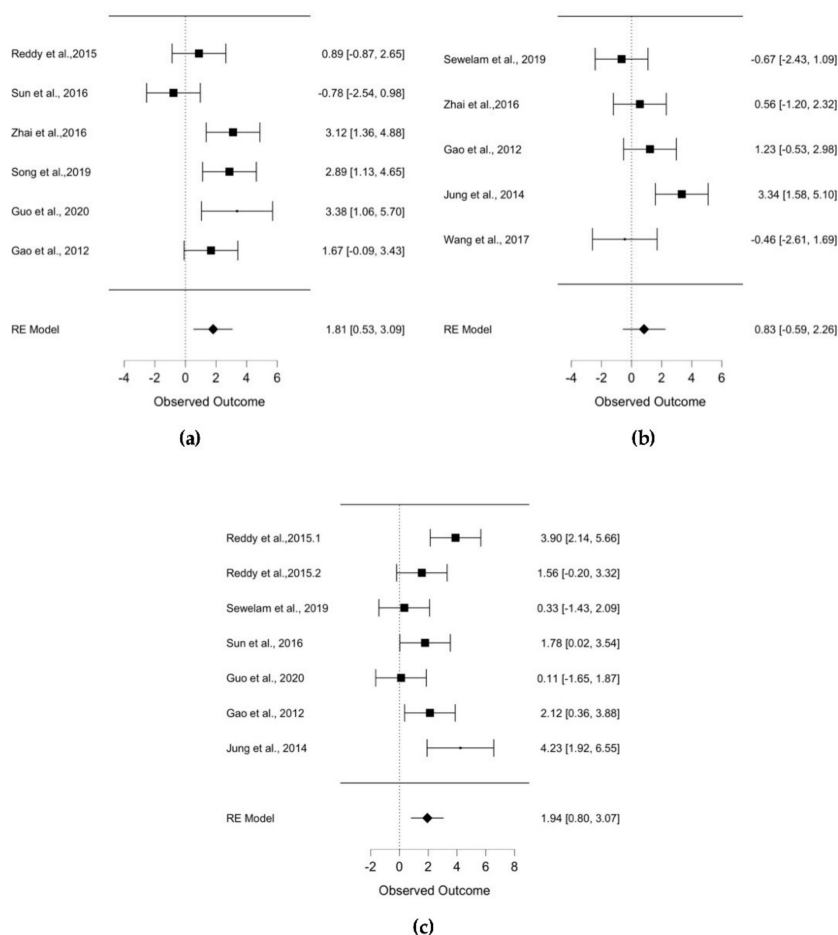 Reddy et al.,2015 0.89 [-0.87, 2.65]
Sun et al., 2016 -0.78 [-2.54, 0.98]
Zhai et al.,2016 3.12 [1.36, 4.88]
Song et al.,2019 2.89 [1.13, 4.65]
Guo et al., 2020 3.38 [1.06, 5.70]
Gao et al., 2012 1.67 [-0.09, 3.43]
RE Model 1.81 [0.53, 3.09]
-4 -2 0 2 4 6
Observed Outcome
(a)
Sewelam et al., 2019 -0.67 [-2.43, 1.09]
Zhai et al.,2016 0.56 [-1.20, 2.32]
Gao et al., 2012 1.23 [-0.53, 2.98]
Jung et al., 2014 3.34 [1.58, 5.10]
Wang et al., 2017 -0.46 [-2.61, 1.69]
RE Model 0.83 [-0.59, 2.26]
-4 -2 0 2 4 6
Observed Outcome
(b)
Reddy et al.,2015.1 3.90 [2.14, 5.66]
Reddy et al.,2015.2 1.56 [-0.20, 3.32]
Sewelam et al., 2019 0.33 [-1.43, 2.09]
Sun et al., 2016 1.78 [0.02, 3.54]
Guo et al., 2020 0.11 [-1.65, 1.87]
Gao et al., 2012 2.12 [0.36, 3.88]
Jung et al., 2014 4.23 [1.92, 6.55]
RE Model 1.94 [0.80, 3.07]
-2 0 2 4 6 8
Observed Outcome
(c)